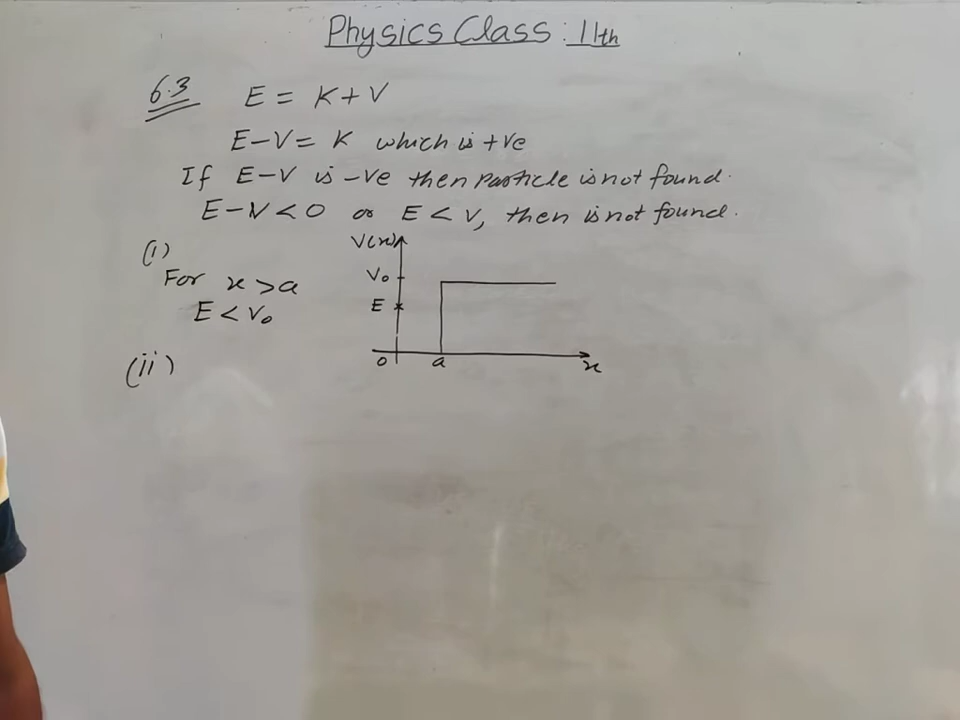 Physics Class: 11th
6.3 E = K + V
E - V = K which is +ve
If E - V is -ve then particle is not found.
E - V < 0 or E < V, then is not found.
(i)
For x > a
E < V₀
V(x)
V₀
E
0 a x
(ii)